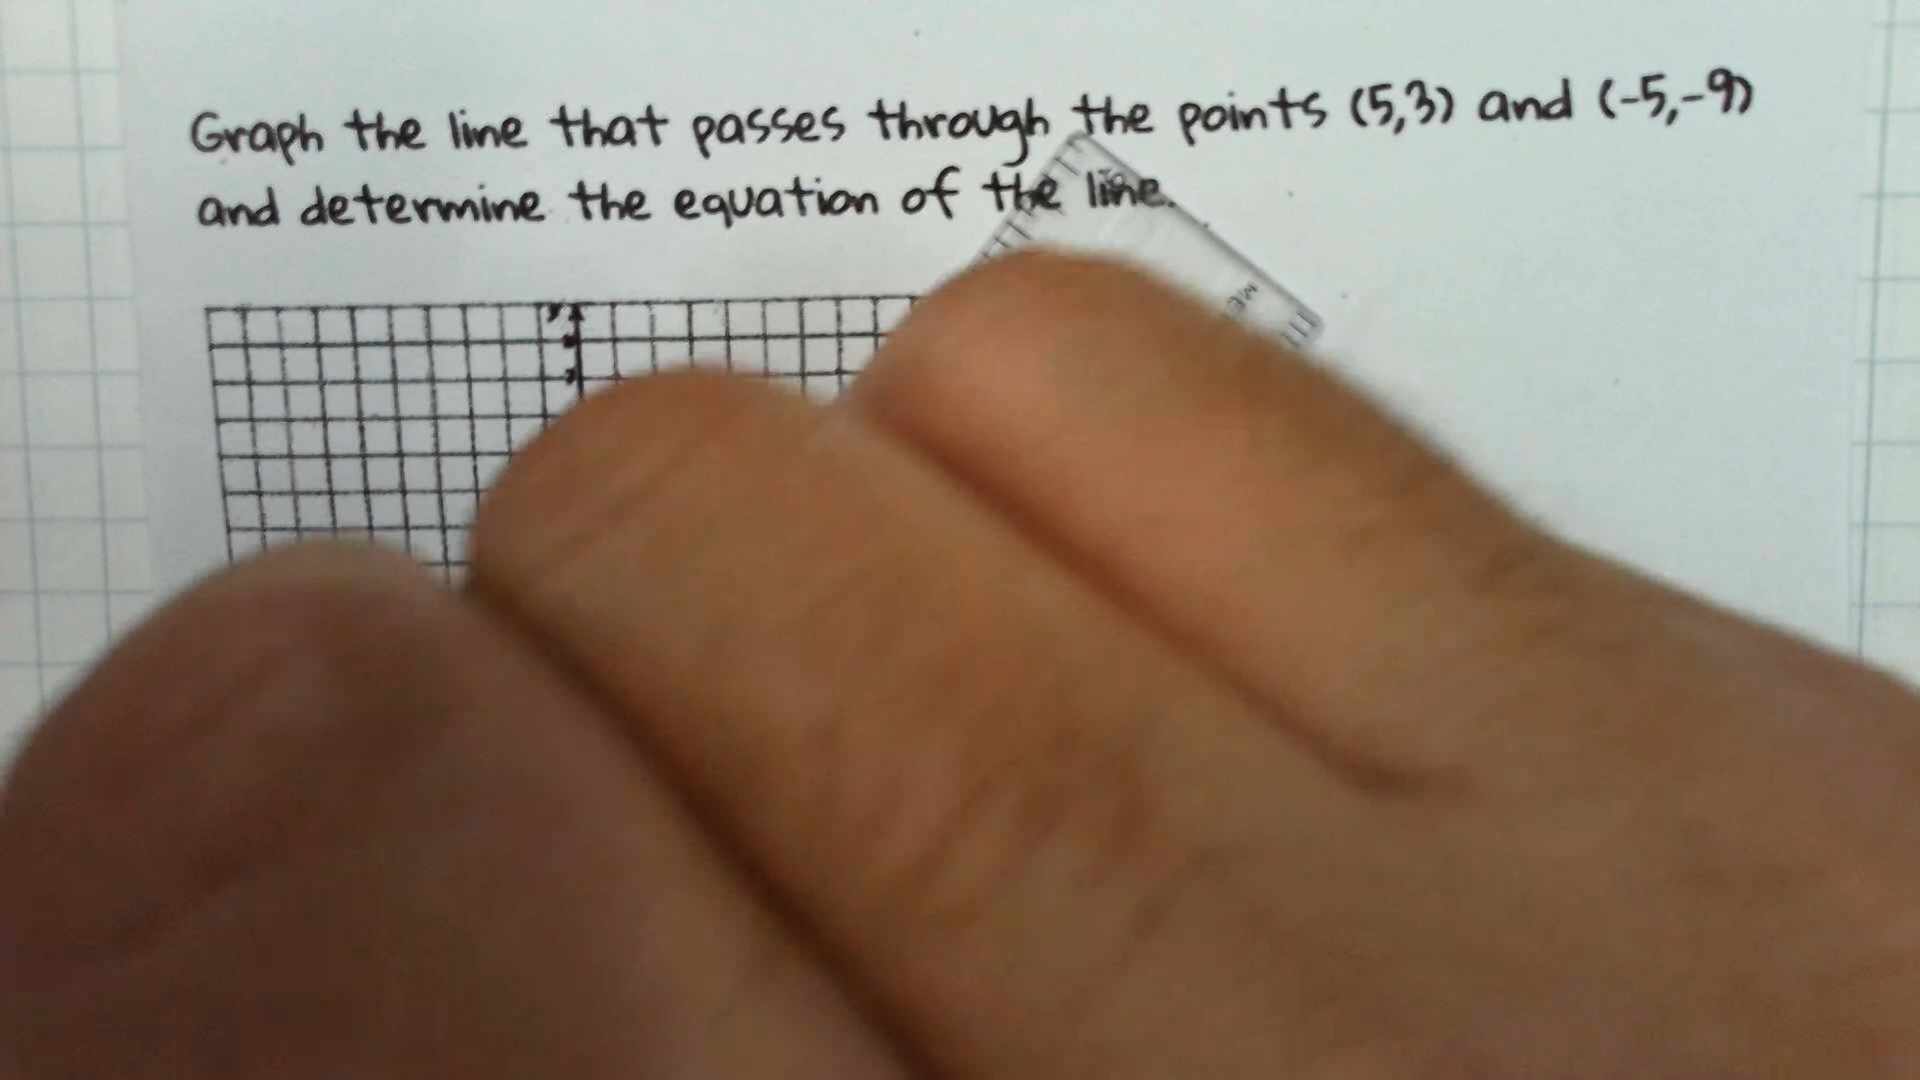 Graph the line that passes through the points (5,3) and (-5,-9)
and determine the equation of the line.
y